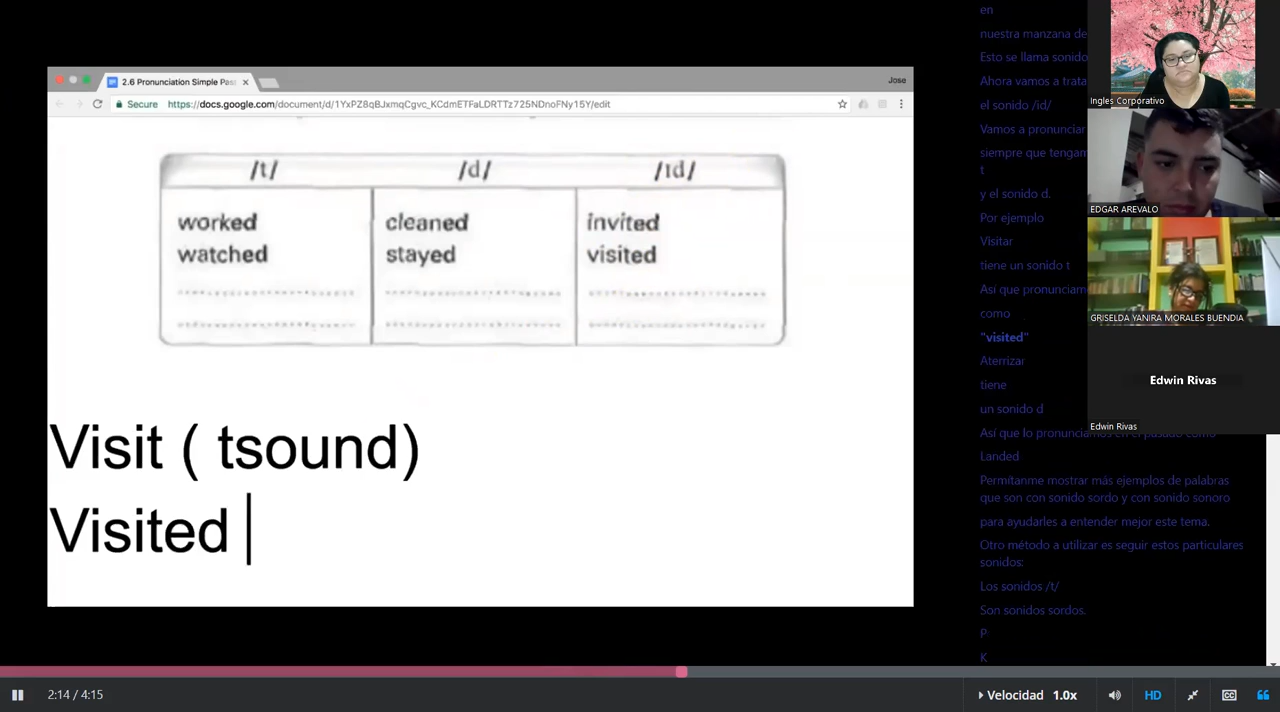 2.6 Pronunciation Simple Pas
Jose
Secure https://docs.google.com/document/d/1YxPZ8qBJxmqCgvc_KCdmETFaLDRTTz725NDnoFNy15Y/edit
/t/ /d/ /ɪd/
worked cleaned invited
watched stayed visited
Visit ( tsound)
Visited
2:14 / 4:15
Velocidad 1.0x
HD
CC
en
nuestra manzana de
Esto se llama sonido
Ahora vamos a trata
el sonido /id/
Vamos a pronunciar
siempre que tengam
t
y el sonido d.
Por ejemplo
Visitar
tiene un sonido t
Así que pronunciam
como
"visited"
Aterrizar
tiene
un sonido d
Así que lo pronunciamos en el pasado como
Landed
Permítanme mostrar más ejemplos de palabras
que son con sonido sordo y con sonido sonoro
para ayudarles a entender mejor este tema.
Otro método a utilizar es seguir estos particulares
sonidos:
Los sonidos /t/
Son sonidos sordos.
P
K
Ingles Corporativo
EDGAR AREVALO
GRISELDA YANIRA MORALES BUENDIA
Edwin Rivas
Edwin Rivas